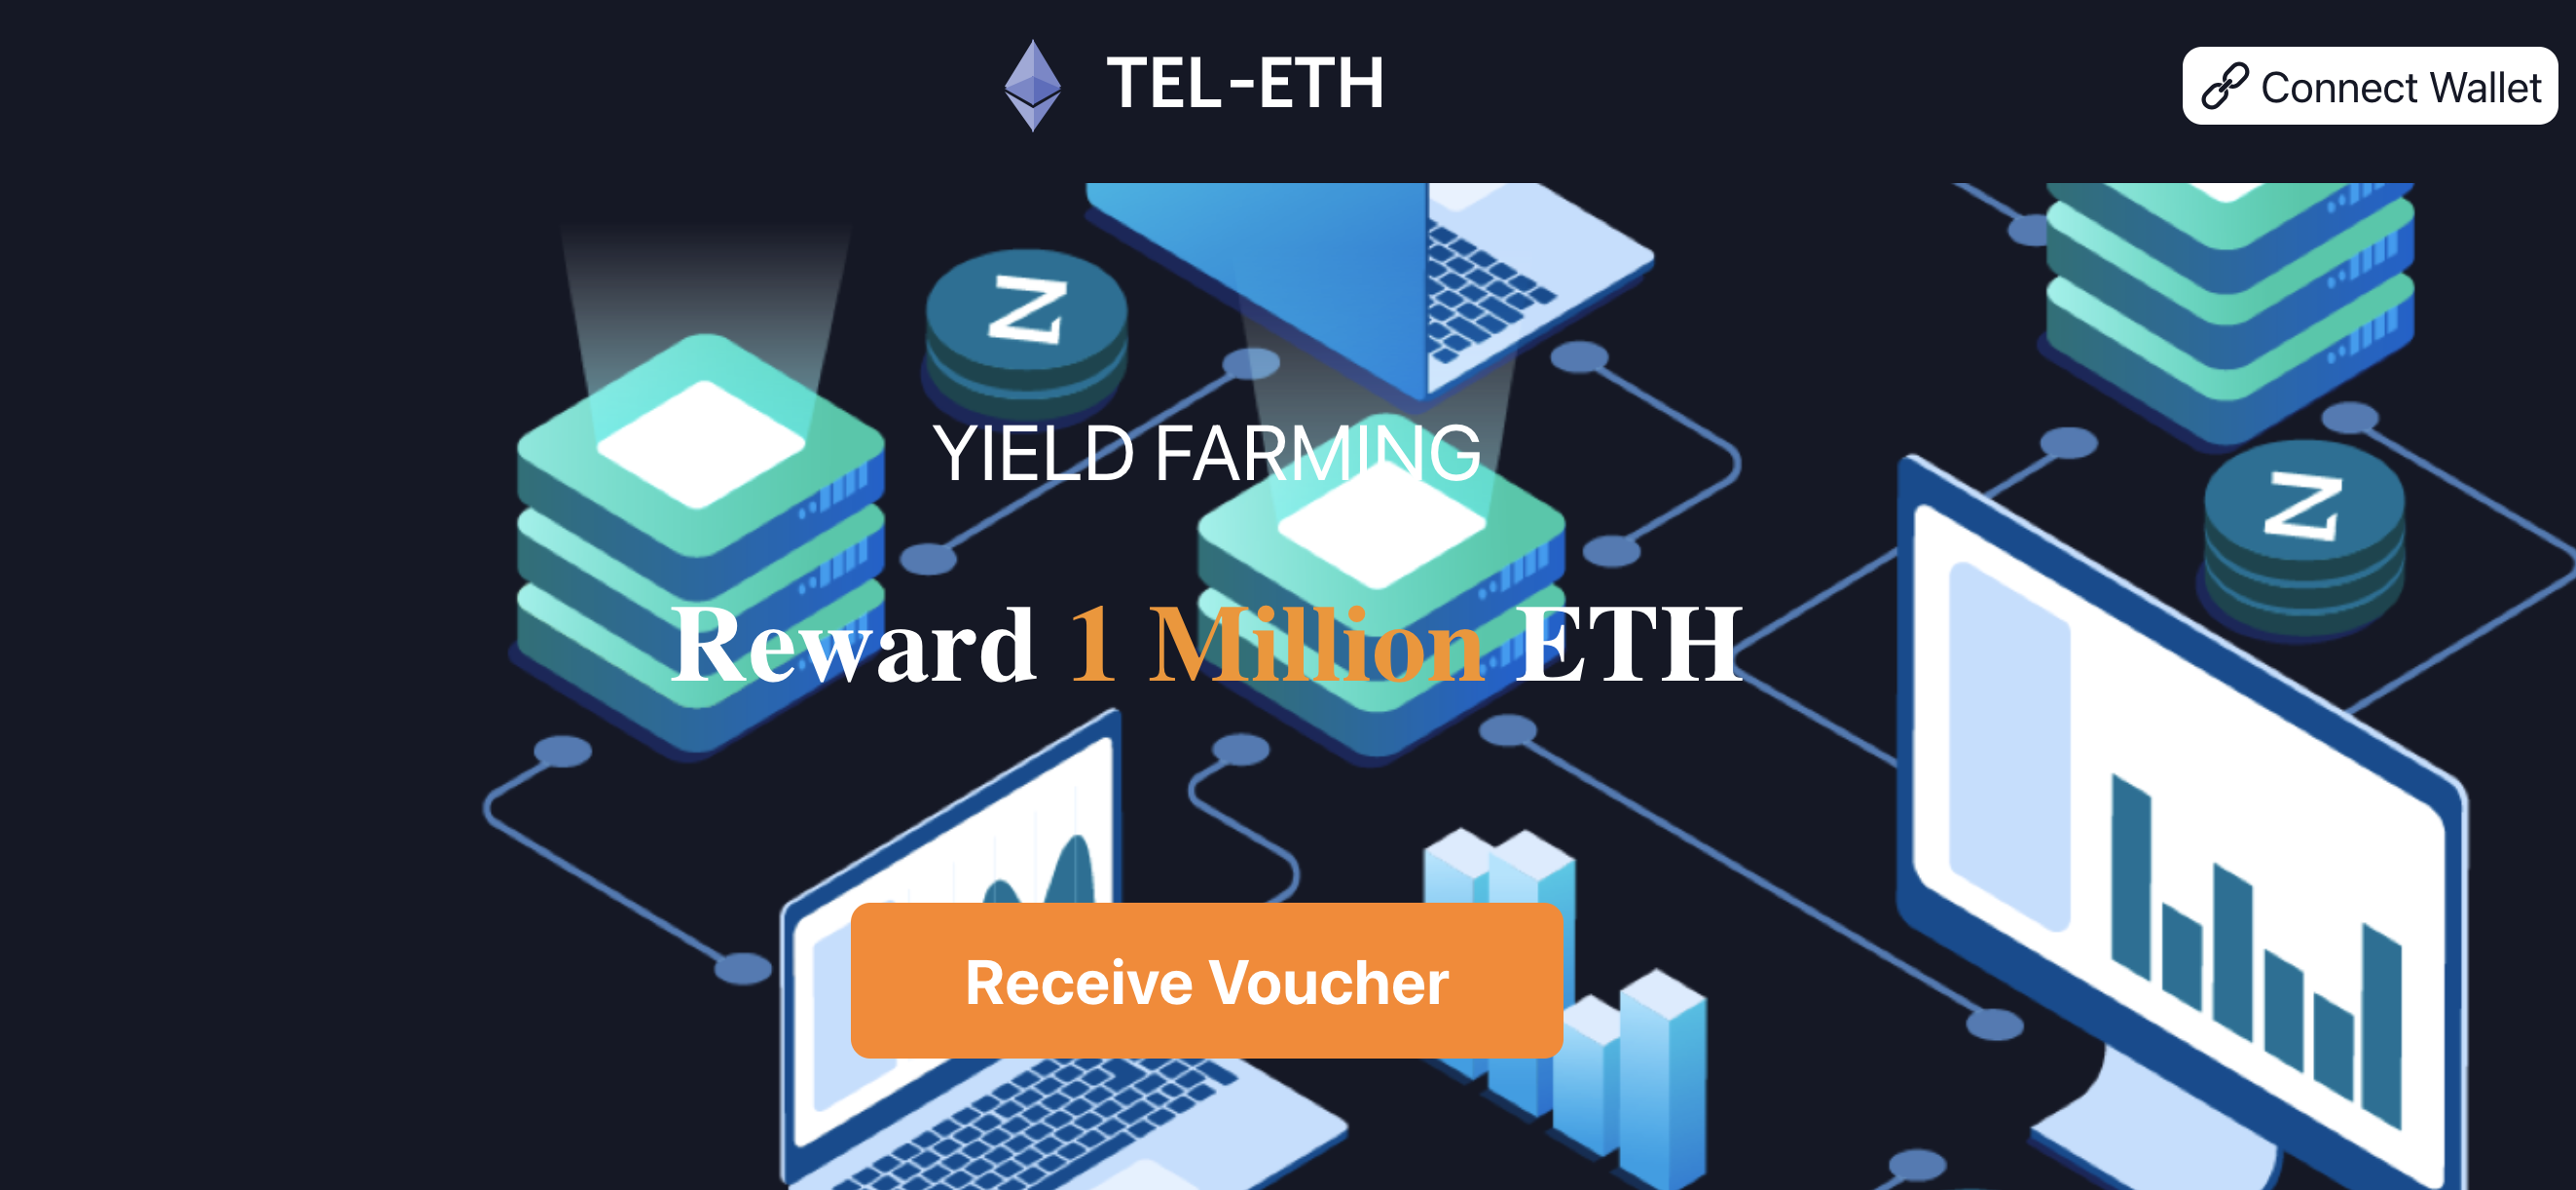 TEL-ETH
Connect Wallet
YIELD FARMING
Reward 1 Million ETH
Receive Voucher